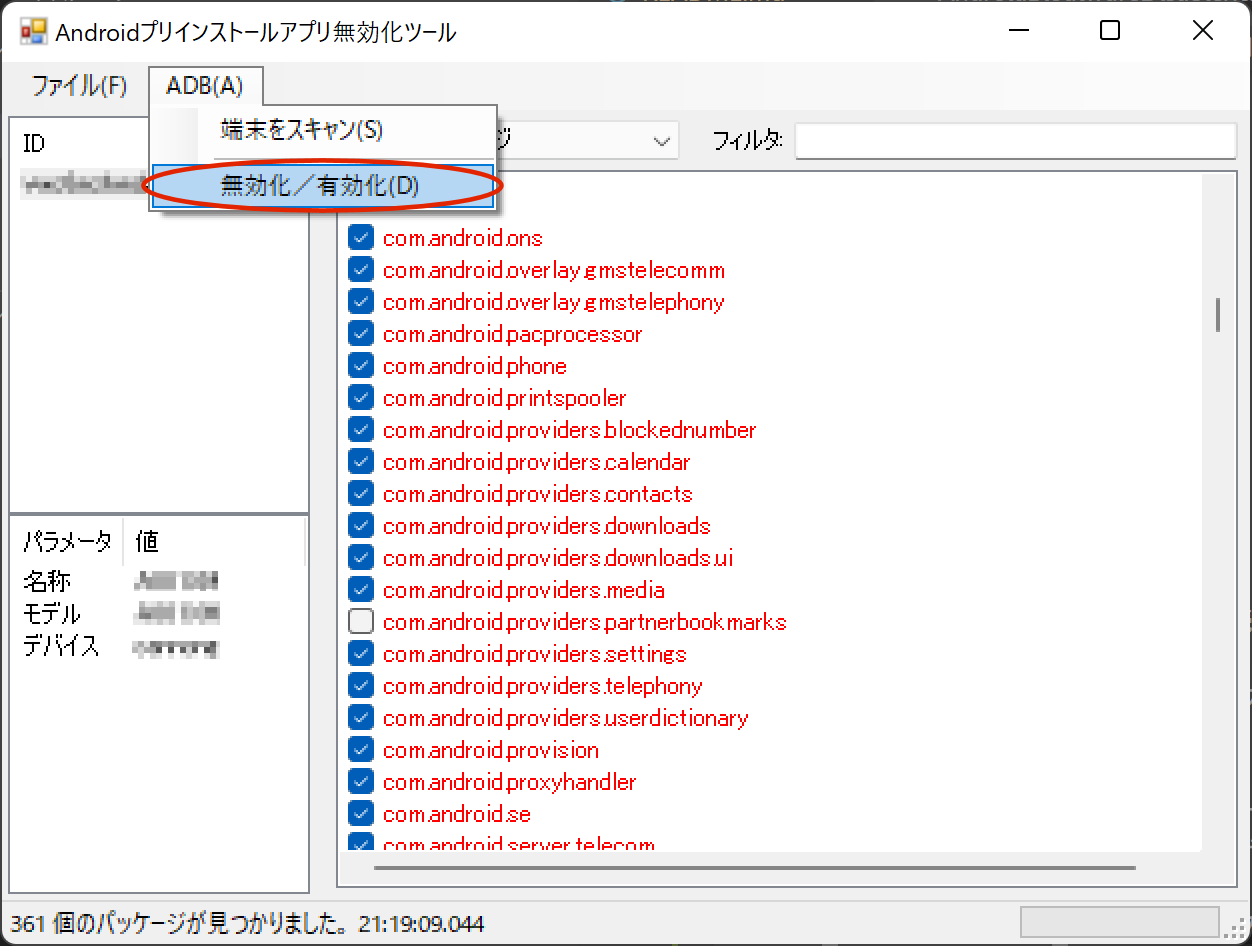 Androidプリインストールアプリ無効化ツール
ファイル(F) ADB(A)
端末をスキャン(S)
無効化／有効化(D)
フィルタ:
ID
com.android.ons
com.android.overlay.gmstelecomm
com.android.overlay.gmstelephony
com.android.pacprocessor
com.android.phone
com.android.printspooler
com.android.providers.blockednumber
com.android.providers.calendar
com.android.providers.contacts
com.android.providers.downloads
com.android.providers.downloads.ui
com.android.providers.media
com.android.providers.partnerbookmarks
com.android.providers.settings
com.android.providers.telephony
com.android.providers.userdictionary
com.android.provision
com.android.proxyhandler
com.android.se
com.android.server.telecom
パラメータ 値
名称
モデル
デバイス
361 個のパッケージが見つかりました。21:19:09.044